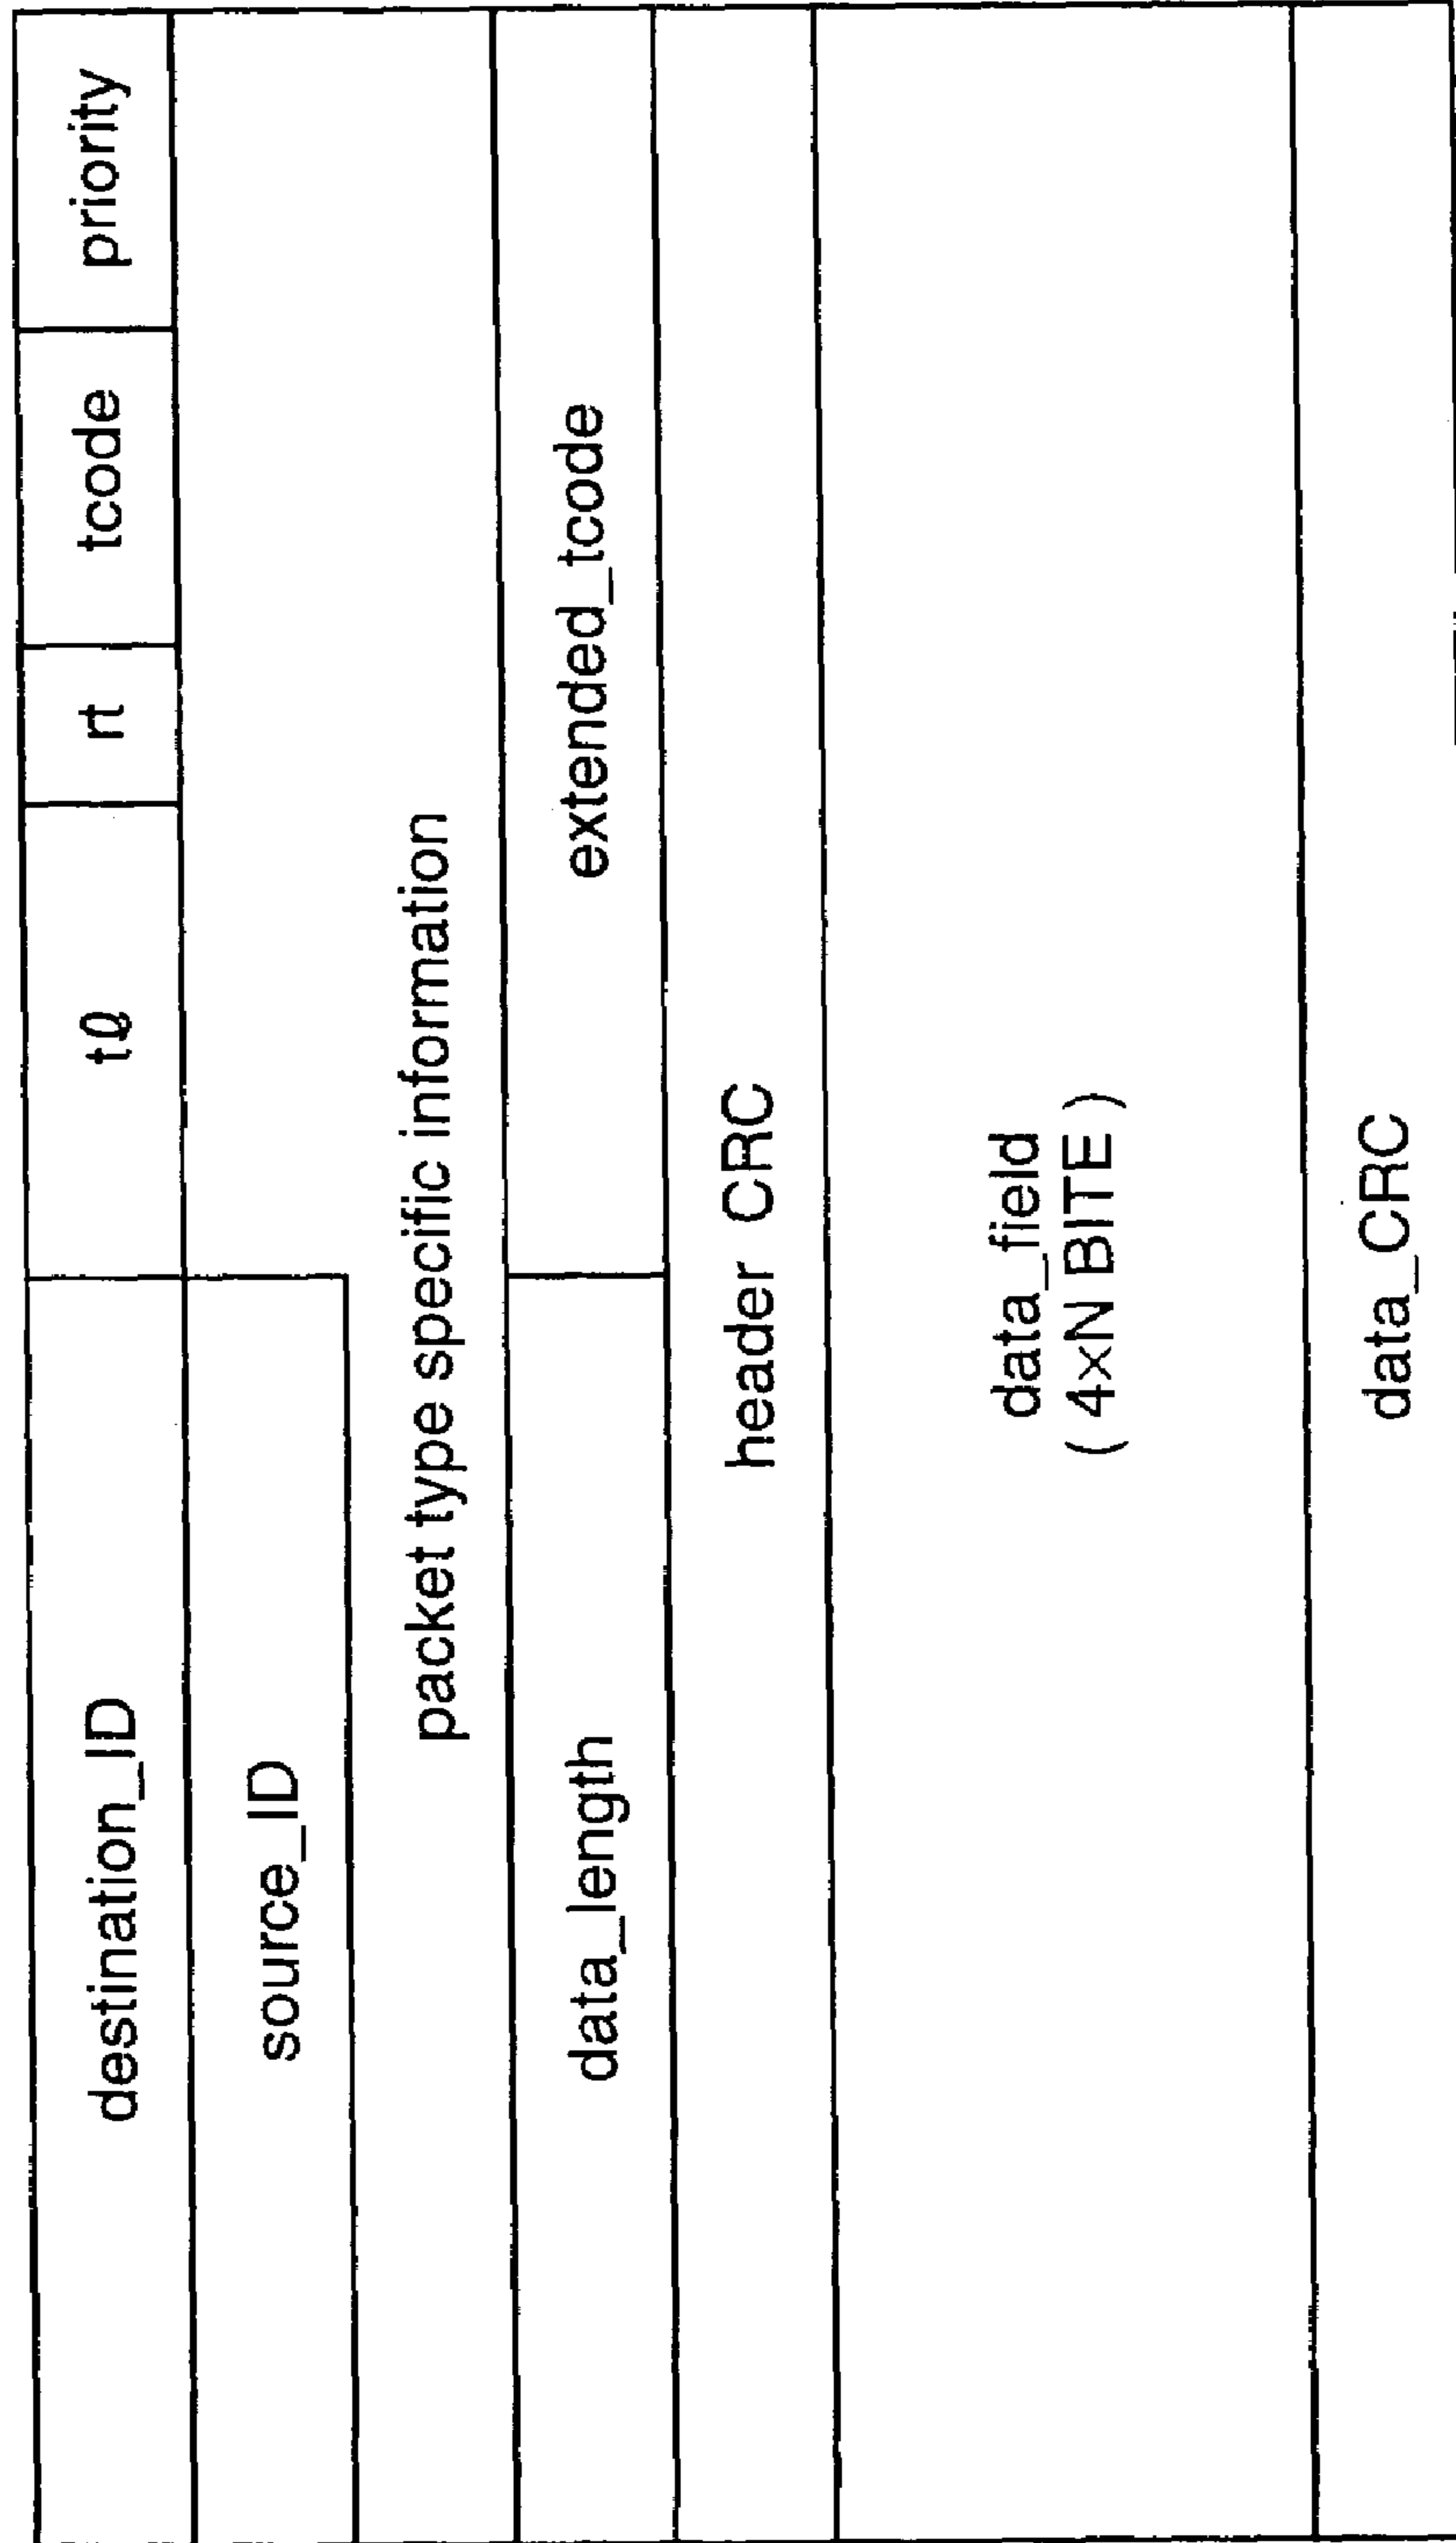 destination_ID tℓ rt tcode priority
source_ID
packet type specific information
data_length extended_tcode
header CRC
data_field
( 4×N BITE )
data_CRC